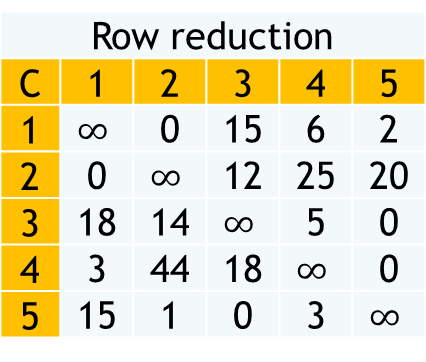 Row reduction
C 1 2 3 4 5
1 ∞ 0 15 6 2
2 0 ∞ 12 25 20
3 18 14 ∞ 5 0
4 3 44 18 ∞ 0
5 15 1 0 3 ∞